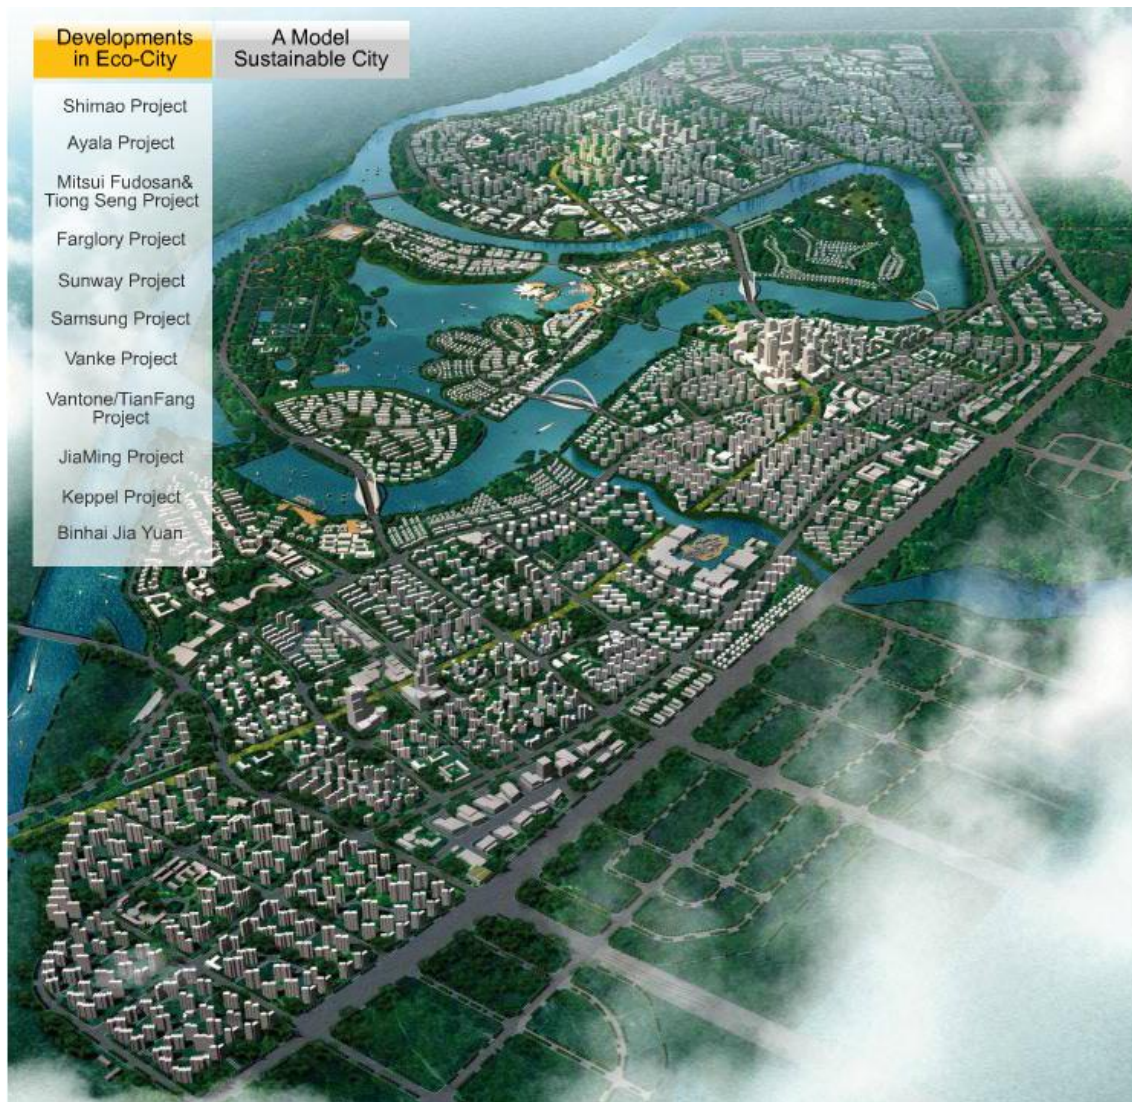 Developments
in Eco-City
A Model
Sustainable City
Shimao Project
Ayala Project
Mitsui Fudosan&
Tiong Seng Project
Farglory Project
Sunway Project
Samsung Project
Vanke Project
Vantone/TianFang
Project
JiaMing Project
Keppel Project
Binhai Jia Yuan